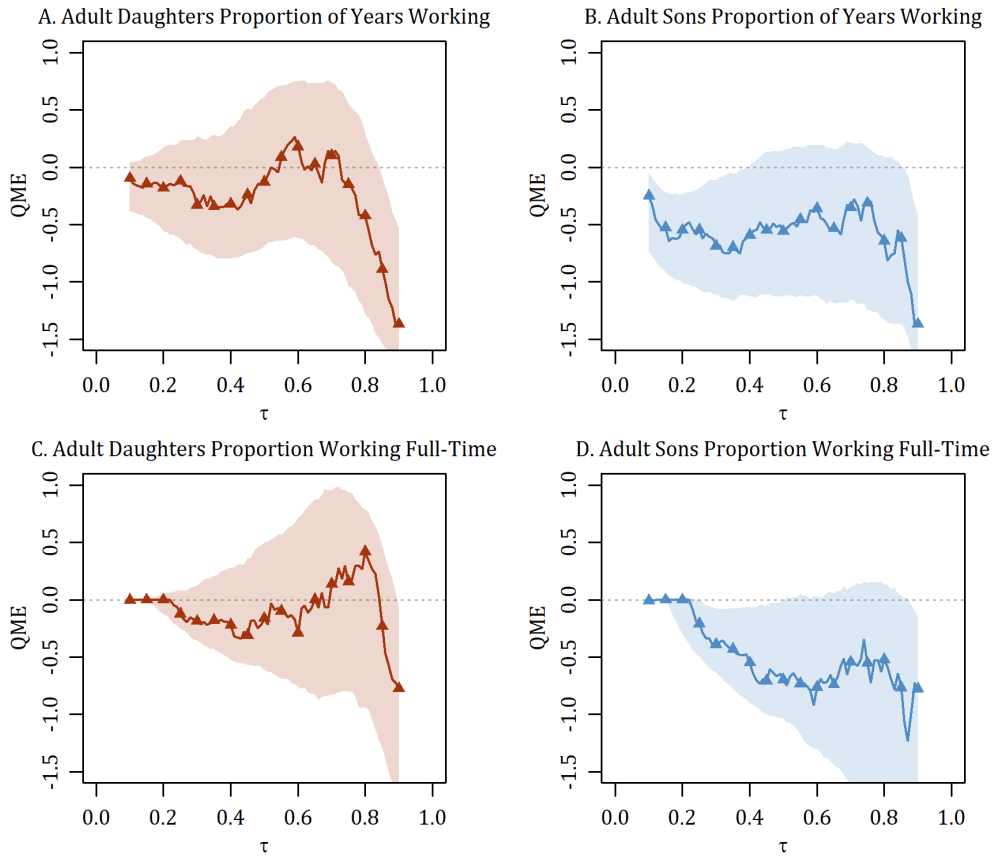 A. Adult Daughters Proportion of Years Working
B. Adult Sons Proportion of Years Working
QME
1.0
0.5
0.0
-0.5
-1.0
-1.5
0.0 0.2 0.4 0.6 0.8 1.0
τ
QME
1.0
0.5
0.0
-0.5
-1.0
-1.5
0.0 0.2 0.4 0.6 0.8 1.0
τ
C. Adult Daughters Proportion Working Full-Time
D. Adult Sons Proportion Working Full-Time
QME
1.0
0.5
0.0
-0.5
-1.0
-1.5
0.0 0.2 0.4 0.6 0.8 1.0
τ
QME
1.0
0.5
0.0
-0.5
-1.0
-1.5
0.0 0.2 0.4 0.6 0.8 1.0
τ